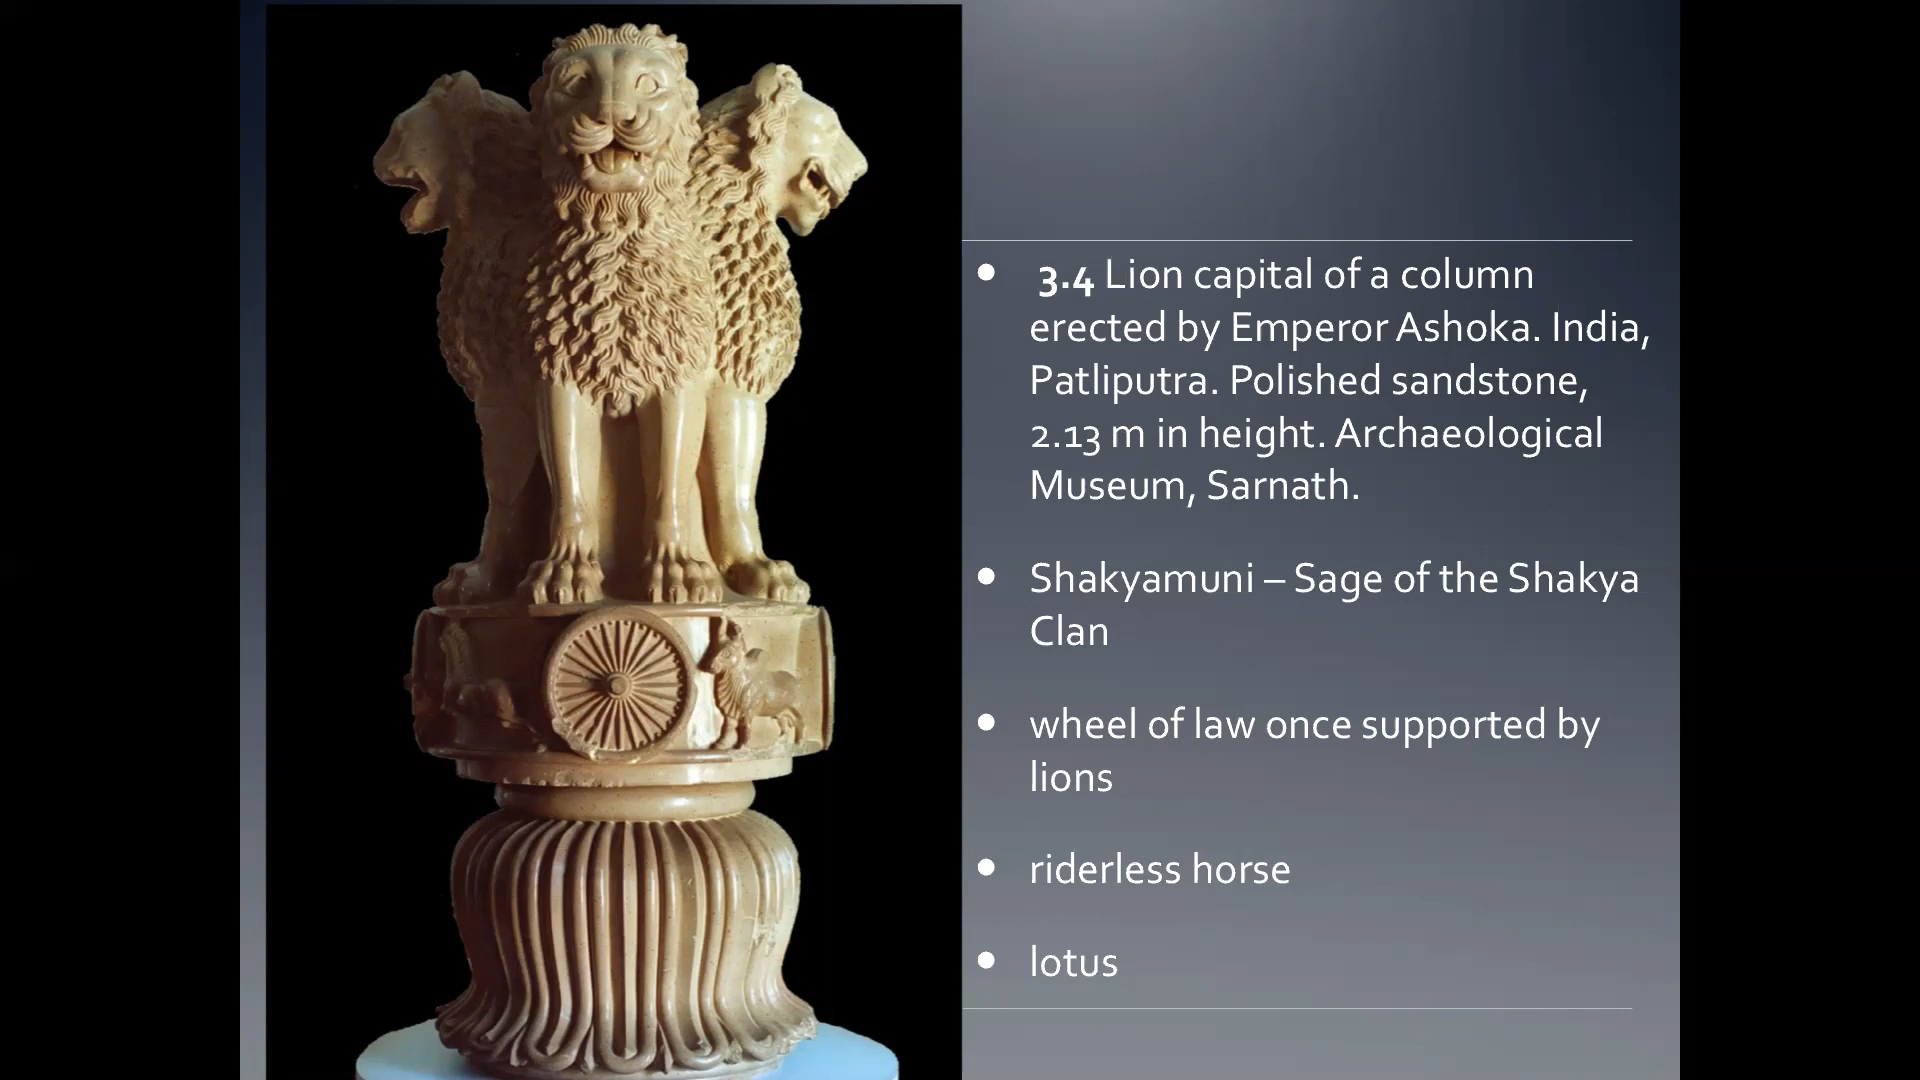 • 3.4 Lion capital of a column
erected by Emperor Ashoka. India,
Patliputra. Polished sandstone,
2.13 m in height. Archaeological
Museum, Sarnath.
• Shakyamuni – Sage of the Shakya
Clan
• wheel of law once supported by
lions
• riderless horse
• lotus